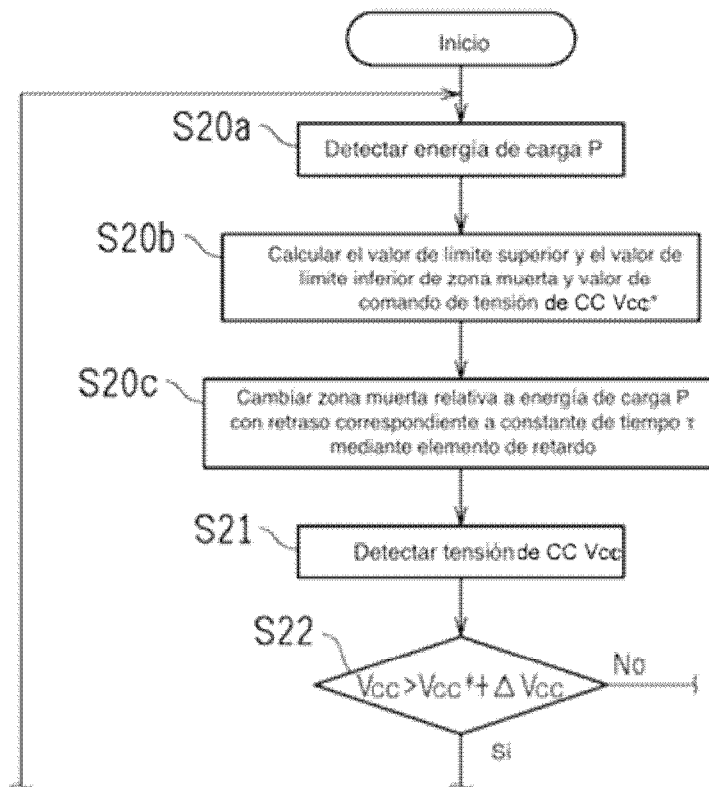 Inicio
S20a
Detectar energía de carga P
S20b
Calcular el valor de límite superior y el valor de
límite inferior de zona muerta y valor de
comando de tensión de CC Vcc*
S20c
Cambiar zona muerta relativa a energía de carga P
con retraso correspondiente a constante de tiempo τ
mediante elemento de retardo
S21
Detectar tensión de CC Vcc
S22
Vcc>Vcc*+ΔVcc
No
Sí